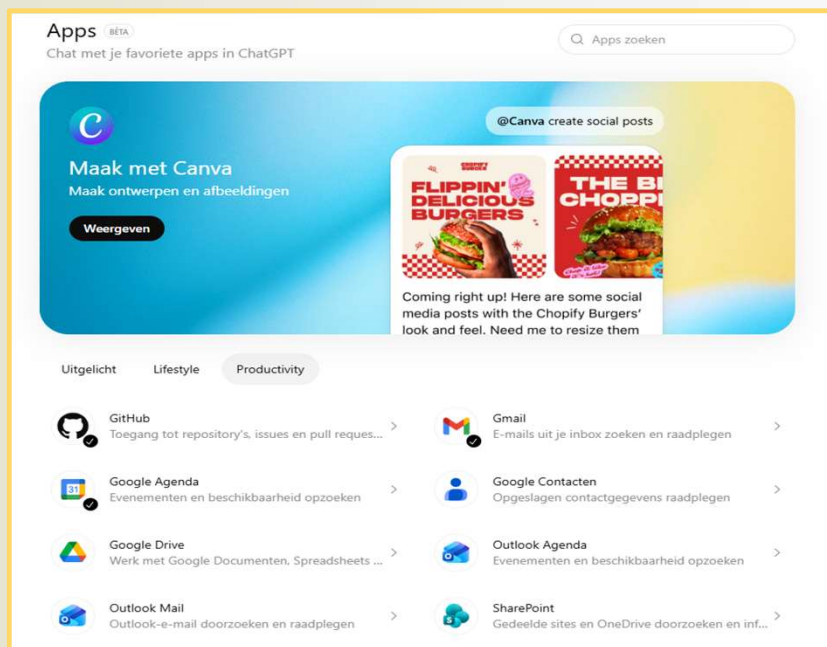 Apps BÈTA
Chat met je favoriete apps in ChatGPT
Apps zoeken
@Canva create social posts
Maak met Canva
Maak ontwerpen en afbeeldingen
Weergeven
CHOPIFY
BURGER
FLIPPIN'
DELICIOUS
BURGERS
THE BI
CHOPPI
Coming right up! Here are some social
media posts with the Chopify Burgers'
look and feel. Need me to resize them
Uitgelicht Lifestyle Productivity
GitHub
Toegang tot repository's, issues en pull reques...
Gmail
E-mails uit je inbox zoeken en raadplegen
Google Agenda
Evenementen en beschikbaarheid opzoeken
Google Contacten
Opgeslagen contactgegevens raadplegen
Google Drive
Werk met Google Documenten, Spreadsheets ...
Outlook Agenda
Evenementen en beschikbaarheid opzoeken
Outlook Mail
Outlook-e-mail doorzoeken en raadplegen
SharePoint
Gedeelde sites en OneDrive doorzoeken en inf...